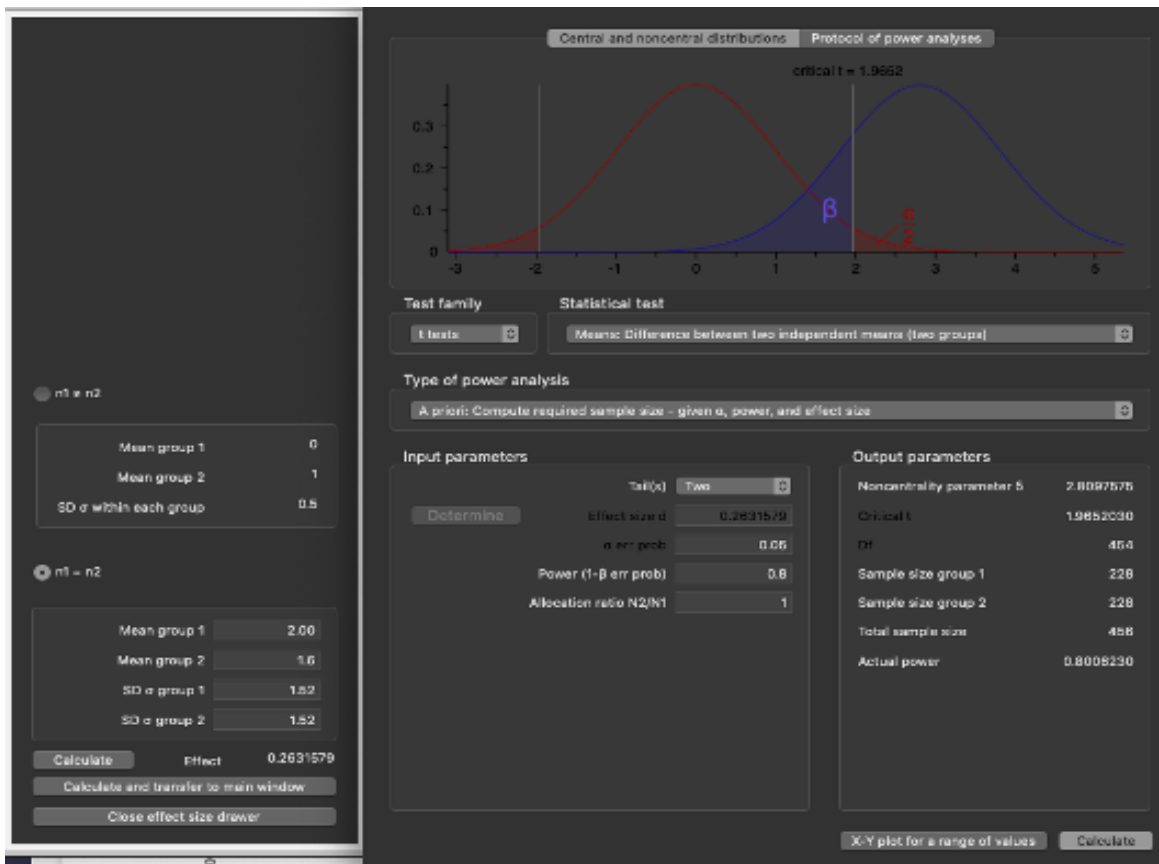 Central and noncentral distributions Protocol of power analyses
critical t = 1.9652
0.3
0.2
0.1
0
β
α
2
-3 -2 -1 0 1 2 3 4 5
Test family Statistical test
t tests Means: Difference between two independent means (two groups)
Type of power analysis
A priori: Compute required sample size - given α, power, and effect size
n1 ≠ n2
Mean group 1 0
Mean group 2 1
SD σ within each group 0.5
n1 = n2
Mean group 1 2.00
Mean group 2 1.6
SD σ group 1 1.52
SD σ group 2 1.52
Calculate Effect 0.2631579
Calculate and transfer to main window
Close effect size drawer
Input parameters
Tail(s) Two
Determine Effect size d 0.2631579
α err prob 0.05
Power (1-β err prob) 0.8
Allocation ratio N2/N1 1
Output parameters
Noncentrality parameter δ 2.8097575
Critical t 1.9652030
Df 454
Sample size group 1 228
Sample size group 2 228
Total sample size 456
Actual power 0.8006230
X-Y plot for a range of values Calculate